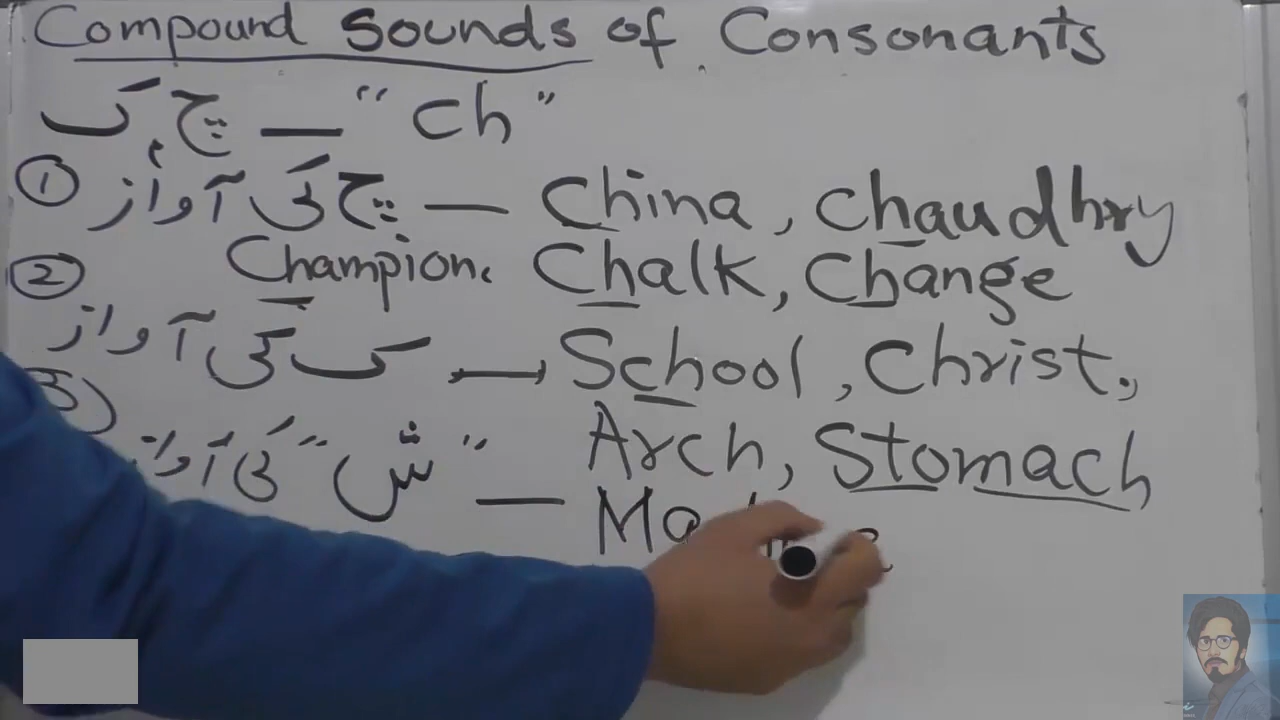 Compound Sounds of Consonants
"ch" — چ ک
① چ کی آواز — China, Chaudhry
Champion, Chalk, Change
② ک کی آواز — School, Christ,
Arch, Stomach
③ "ش" کی آواز —